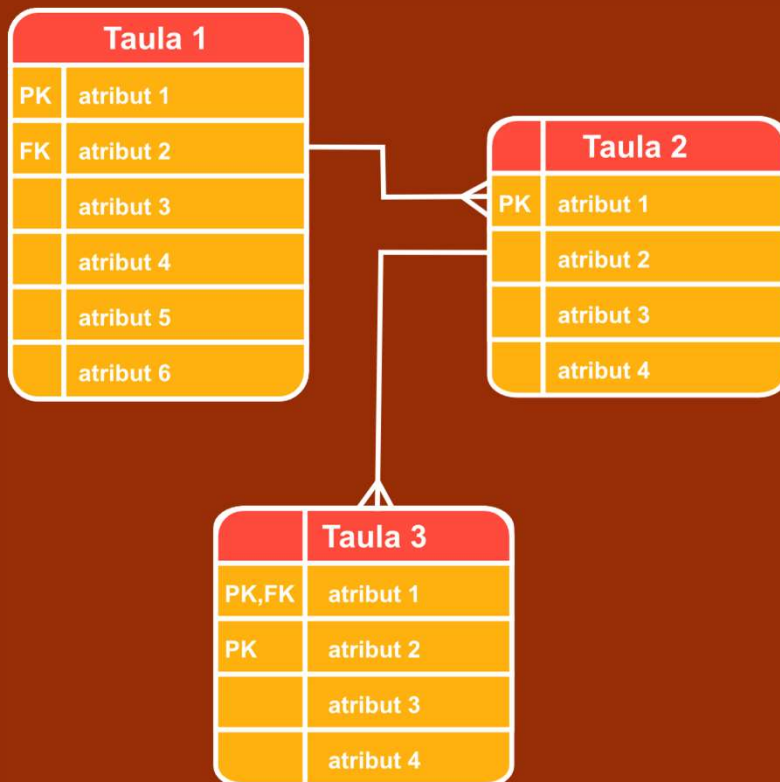 Taula 1
PK atribut 1
FK atribut 2
atribut 3
atribut 4
atribut 5
atribut 6
Taula 2
PK atribut 1
atribut 2
atribut 3
atribut 4
Taula 3
PK,FK atribut 1
PK atribut 2
atribut 3
atribut 4